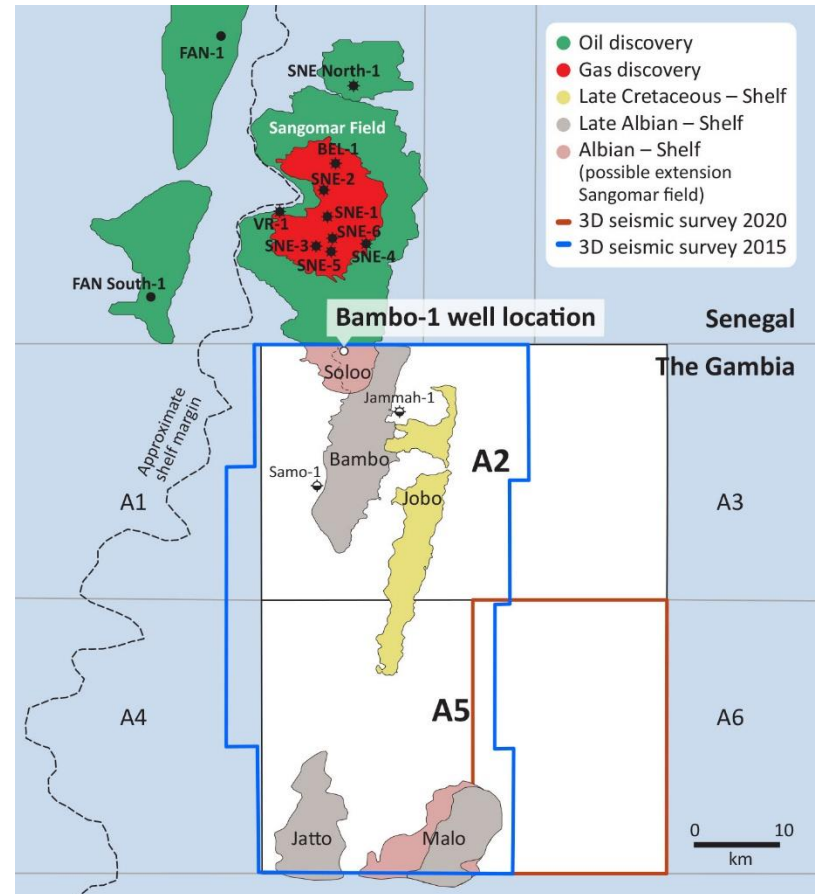 FAN-1
SNE North-1
Sangomar Field
BEL-1
SNE-2
SNE-1
VR-1
SNE-6
SNE-3
SNE-4
SNE-5
FAN South-1
Oil discovery
Gas discovery
Late Cretaceous – Shelf
Late Albian – Shelf
Albian – Shelf
(possible extension
Sangomar field)
3D seismic survey 2020
3D seismic survey 2015
Bambo-1 well location
Senegal
The Gambia
Soloo
Jammah-1
Approximate
shelf margin
Bambo
A2
Samo-1
Jobo
A1
A3
A4
A5
A6
Jatto
Malo
0 10
km